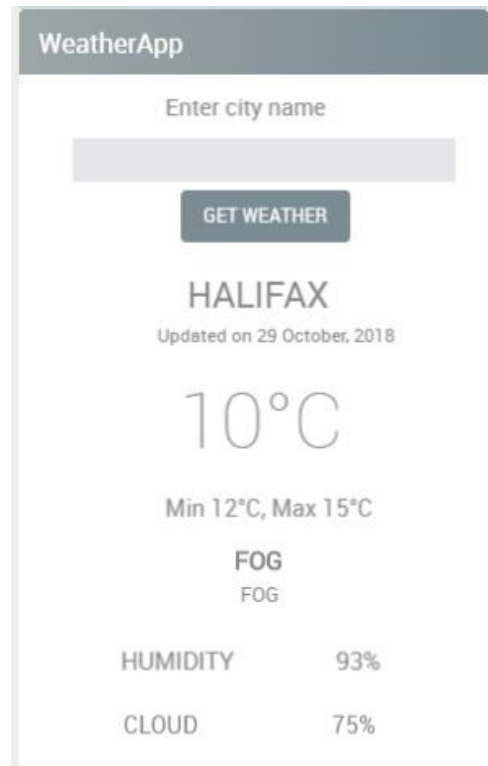 WeatherApp
Enter city name
GET WEATHER
HALIFAX
Updated on 29 October, 2018
10°C
Min 12°C, Max 15°C
FOG
FOG
HUMIDITY 93%
CLOUD 75%